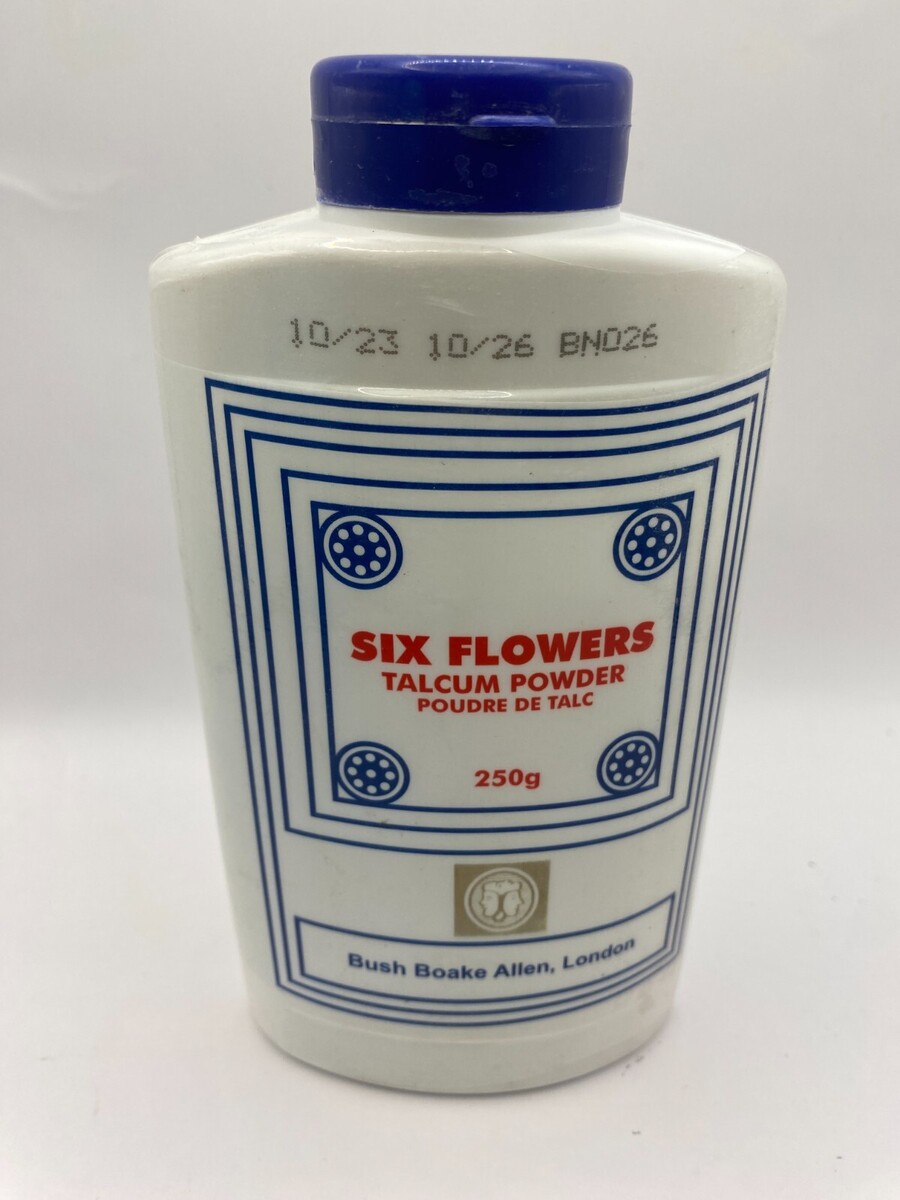 10/23 10/26 BN026
SIX FLOWERS
TALCUM POWDER
POUDRE DE TALC
250g
Bush Boake Allen, London